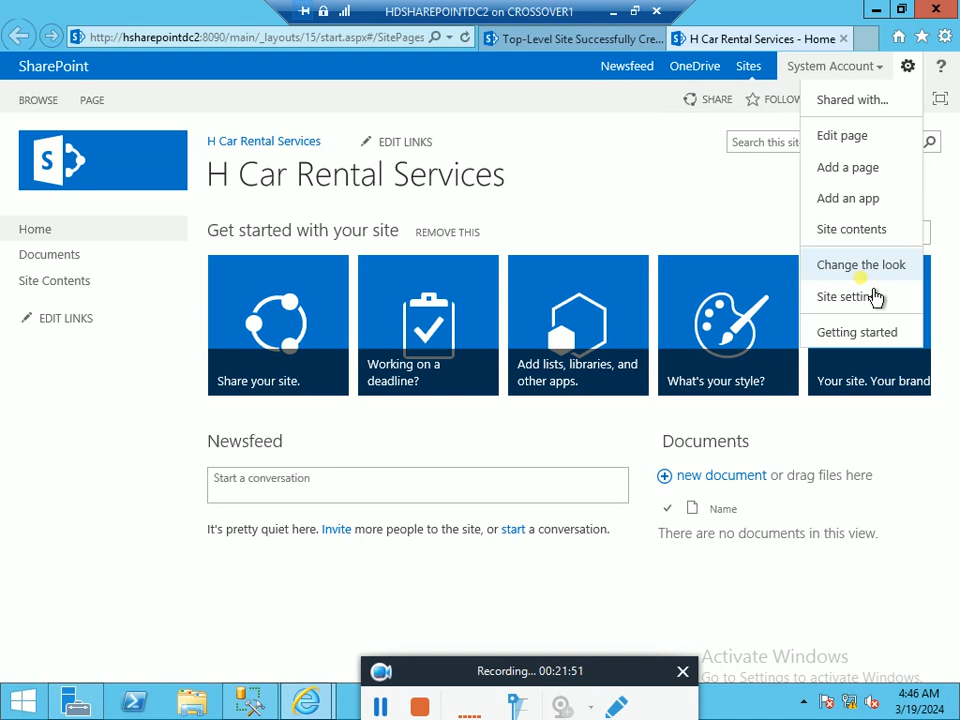 HDSHAREPOINTDC2 on CROSSOVER1
http://hsharepointdc2:8090/main/_layouts/15/start.aspx#/SitePages
Top-Level Site Successfully Cre...
H Car Rental Services - Home
SharePoint
Newsfeed
OneDrive
Sites
System Account
?
BROWSE
PAGE
SHARE
FOLLOW
Shared with...
Edit page
Add a page
Add an app
Site contents
Change the look
Site settin
Getting started
S
H Car Rental Services
EDIT LINKS
Search this site
H Car Rental Services
Home
Documents
Site Contents
EDIT LINKS
Get started with your site
REMOVE THIS
Share your site.
Working on a
deadline?
Add lists, libraries, and
other apps.
What's your style?
Your site. Your brand
Newsfeed
Start a conversation
It's pretty quiet here. Invite more people to the site, or start a conversation.
Documents
new document or drag files here
Name
There are no documents in this view.
Activate Windows
Go to Settings to activate Windows.
Recording... 00:21:51
4:46 AM
3/19/2024